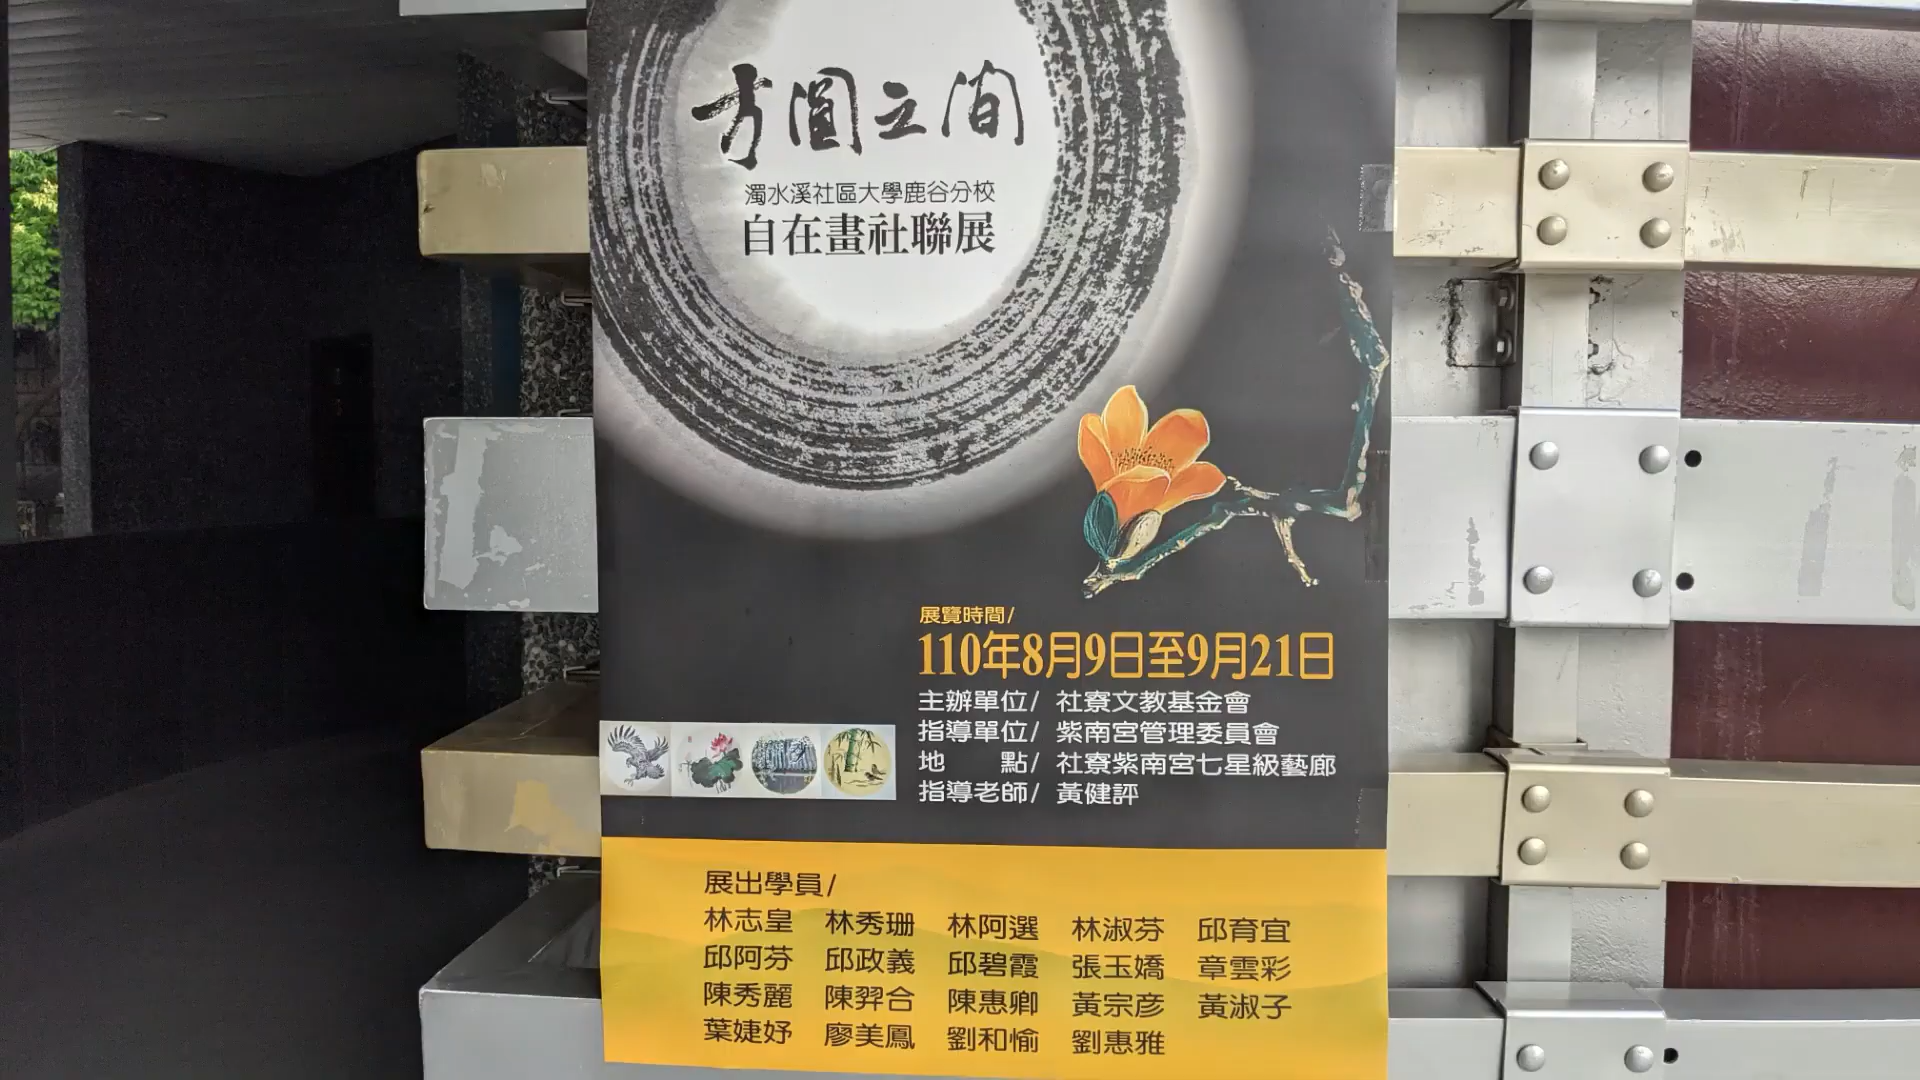 方圓之間
濁水溪社區大學鹿谷分校
自在畫社聯展
展覽時間/
110年8月9日至9月21日
主辦單位/ 社寮文教基金會
指導單位/ 紫南宮管理委員會
地 點/ 社寮紫南宮七星級藝廊
指導老師/ 黃健評
展出學員/
林志皇 林秀珊 林阿選 林淑芬 邱育宜
邱阿芬 邱政義 邱碧霞 張玉嬌 章雲彩
陳秀麗 陳羿合 陳惠卿 黃宗彦 黃淑子
葉婕妤 廖美鳳 劉和愉 劉惠雅